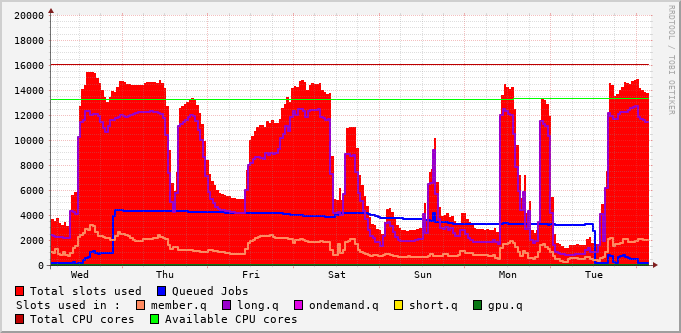 RRDTOOL / TOBI OETIKER
20000
18000
16000
14000
12000
10000
8000
6000
4000
2000
0
Wed Thu Fri Sat Sun Mon Tue
Total slots used Queued Jobs
Slots used in : member.q long.q ondemand.q short.q gpu.q
Total CPU cores Available CPU cores